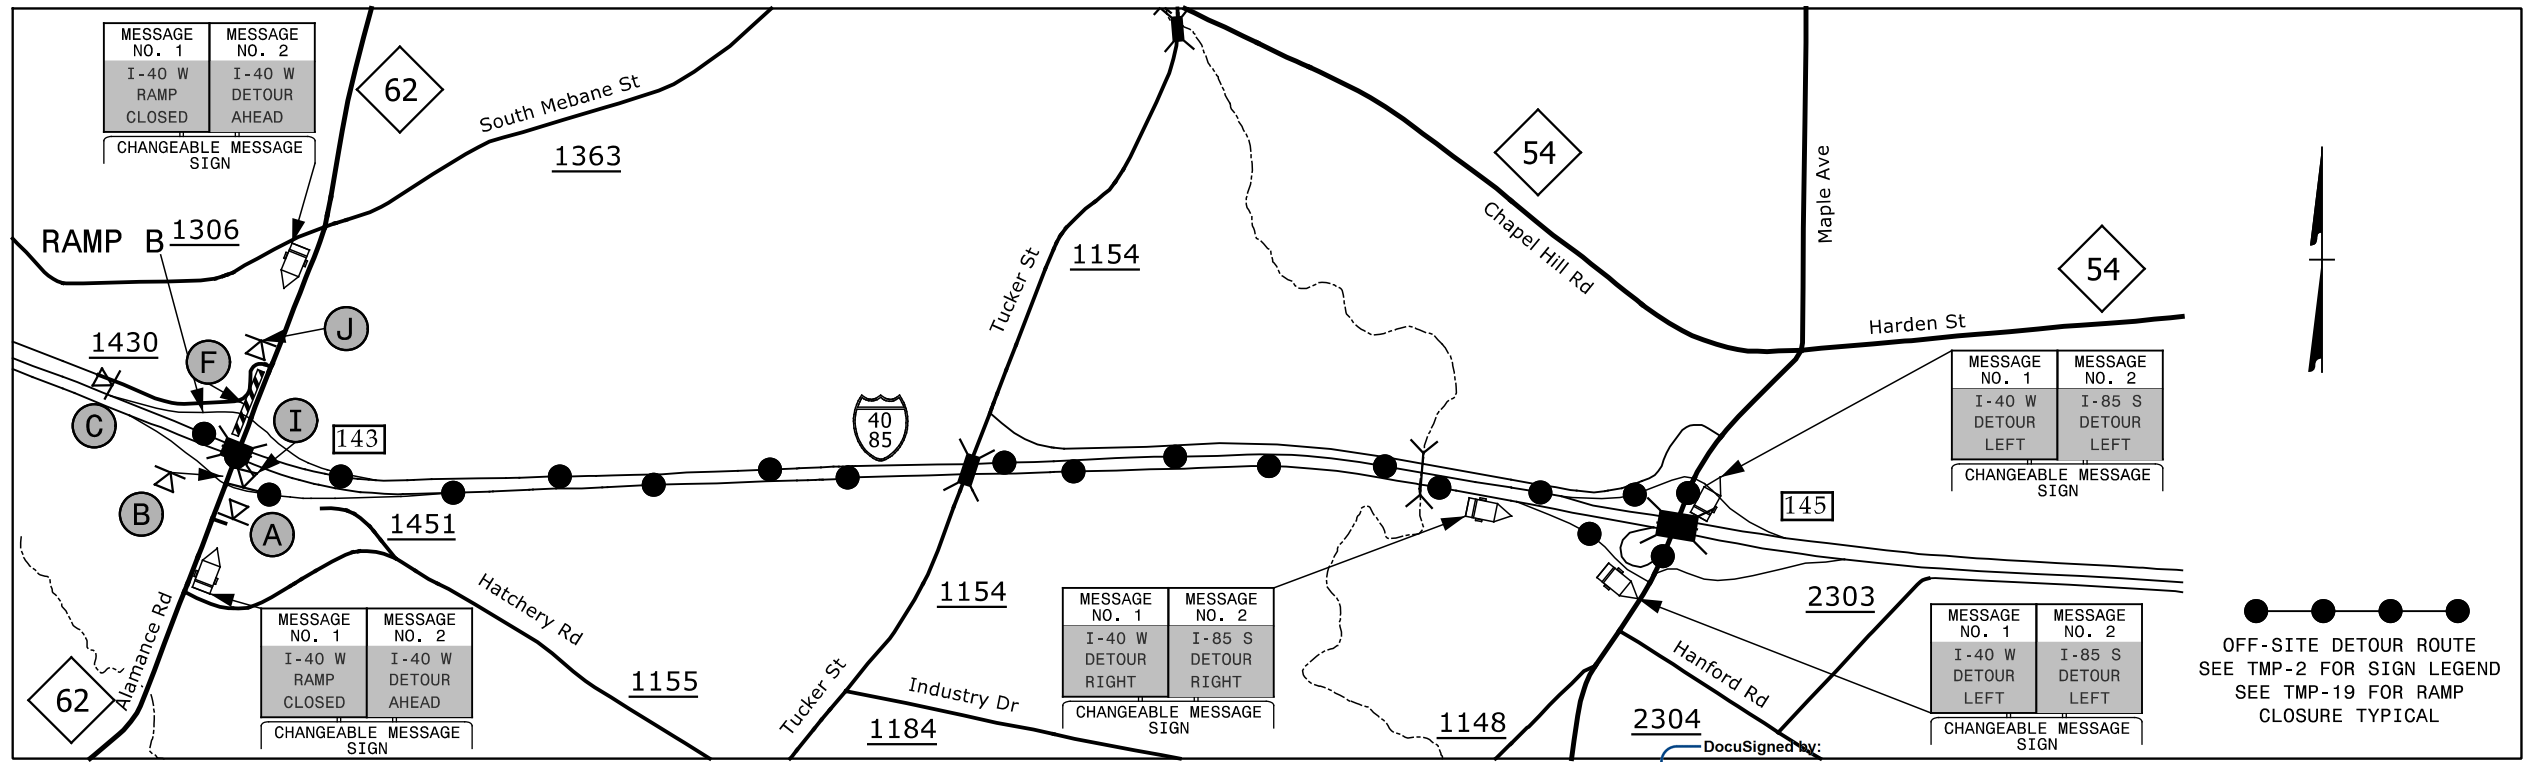 MESSAGE NO. 1
MESSAGE NO. 2
I-40 W
RAMP
CLOSED
I-40 W
DETOUR
AHEAD
CHANGEABLE MESSAGE
SIGN
62
South Mebane St
1363
RAMP B
1306
1430
J
F
C
I
143
B
A
1451
Hatchery Rd
1155
Alamance Rd
62
MESSAGE NO. 1
MESSAGE NO. 2
I-40 W
RAMP
CLOSED
I-40 W
DETOUR
AHEAD
CHANGEABLE MESSAGE
SIGN
40
85
Tucker St
1154
1154
Tucker St
Industry Dr
1184
54
Chapel Hill Rd
Maple Ave
54
Harden St
MESSAGE NO. 1
MESSAGE NO. 2
I-40 W
DETOUR
LEFT
I-85 S
DETOUR
LEFT
CHANGEABLE MESSAGE
SIGN
145
MESSAGE NO. 1
MESSAGE NO. 2
I-40 W
DETOUR
RIGHT
I-85 S
DETOUR
RIGHT
CHANGEABLE MESSAGE
SIGN
2303
Hanford Rd
1148
2304
MESSAGE NO. 1
MESSAGE NO. 2
I-40 W
DETOUR
LEFT
I-85 S
DETOUR
LEFT
CHANGEABLE MESSAGE
SIGN
OFF-SITE DETOUR ROUTE
SEE TMP-2 FOR SIGN LEGEND
SEE TMP-19 FOR RAMP
CLOSURE TYPICAL
DocuSigned by: